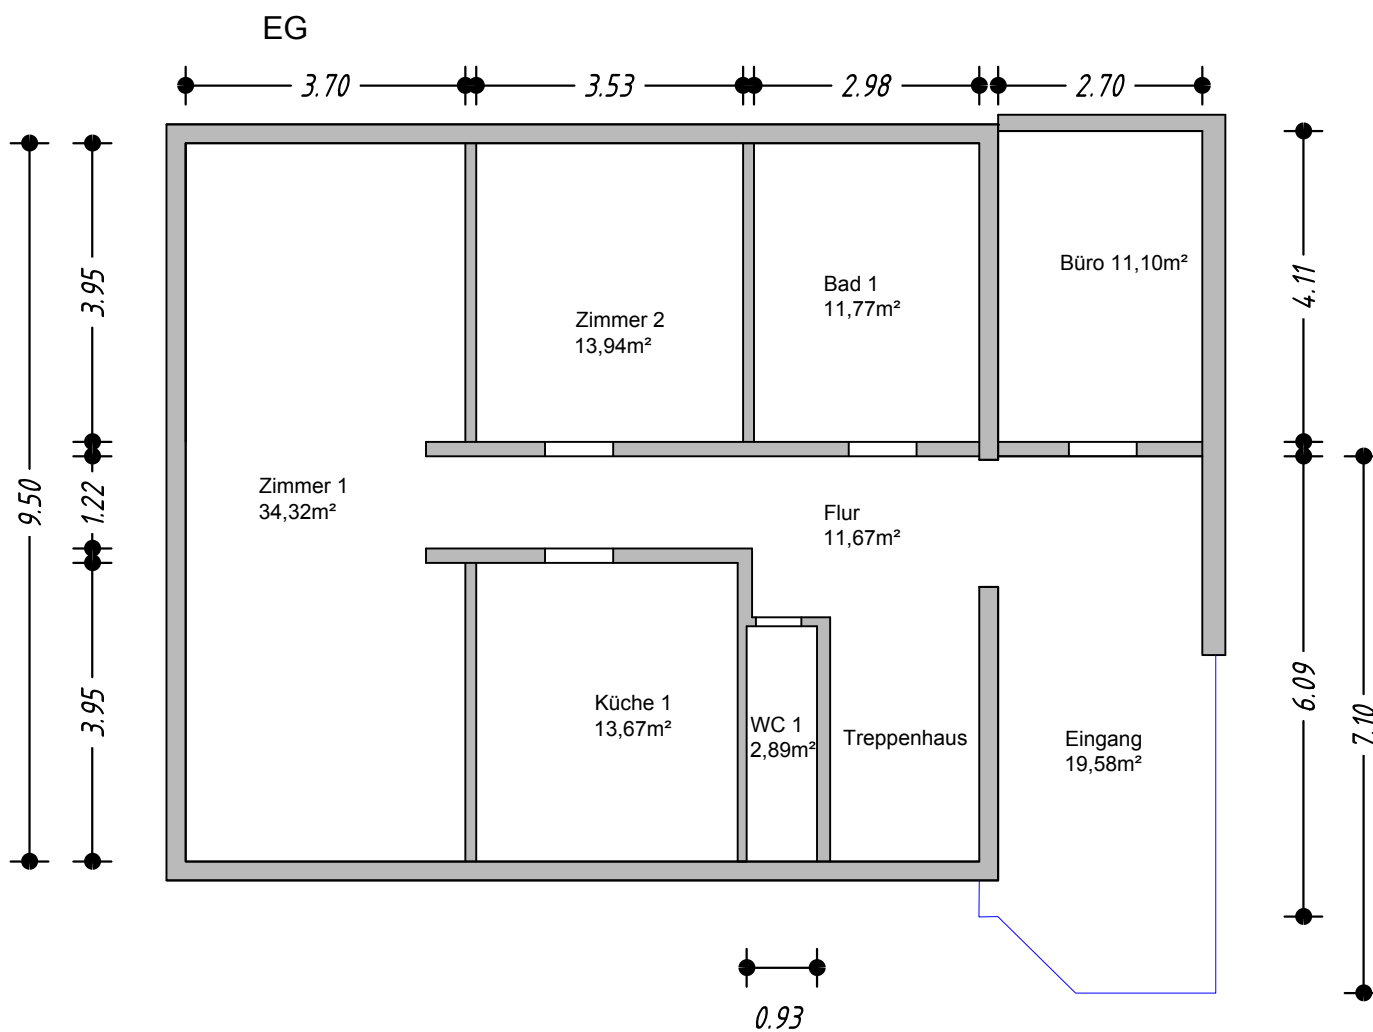 EG
3.70
3.53
2.98
2.70
9.50
3.95
1.22
3.95
4.11
6.09
7.10
Büro 11,10m²
Bad 1
11,77m²
Zimmer 2
13,94m²
Zimmer 1
34,32m²
Flur
11,67m²
Küche 1
13,67m²
WC 1
2,89m²
Treppenhaus
Eingang
19,58m²
0.93